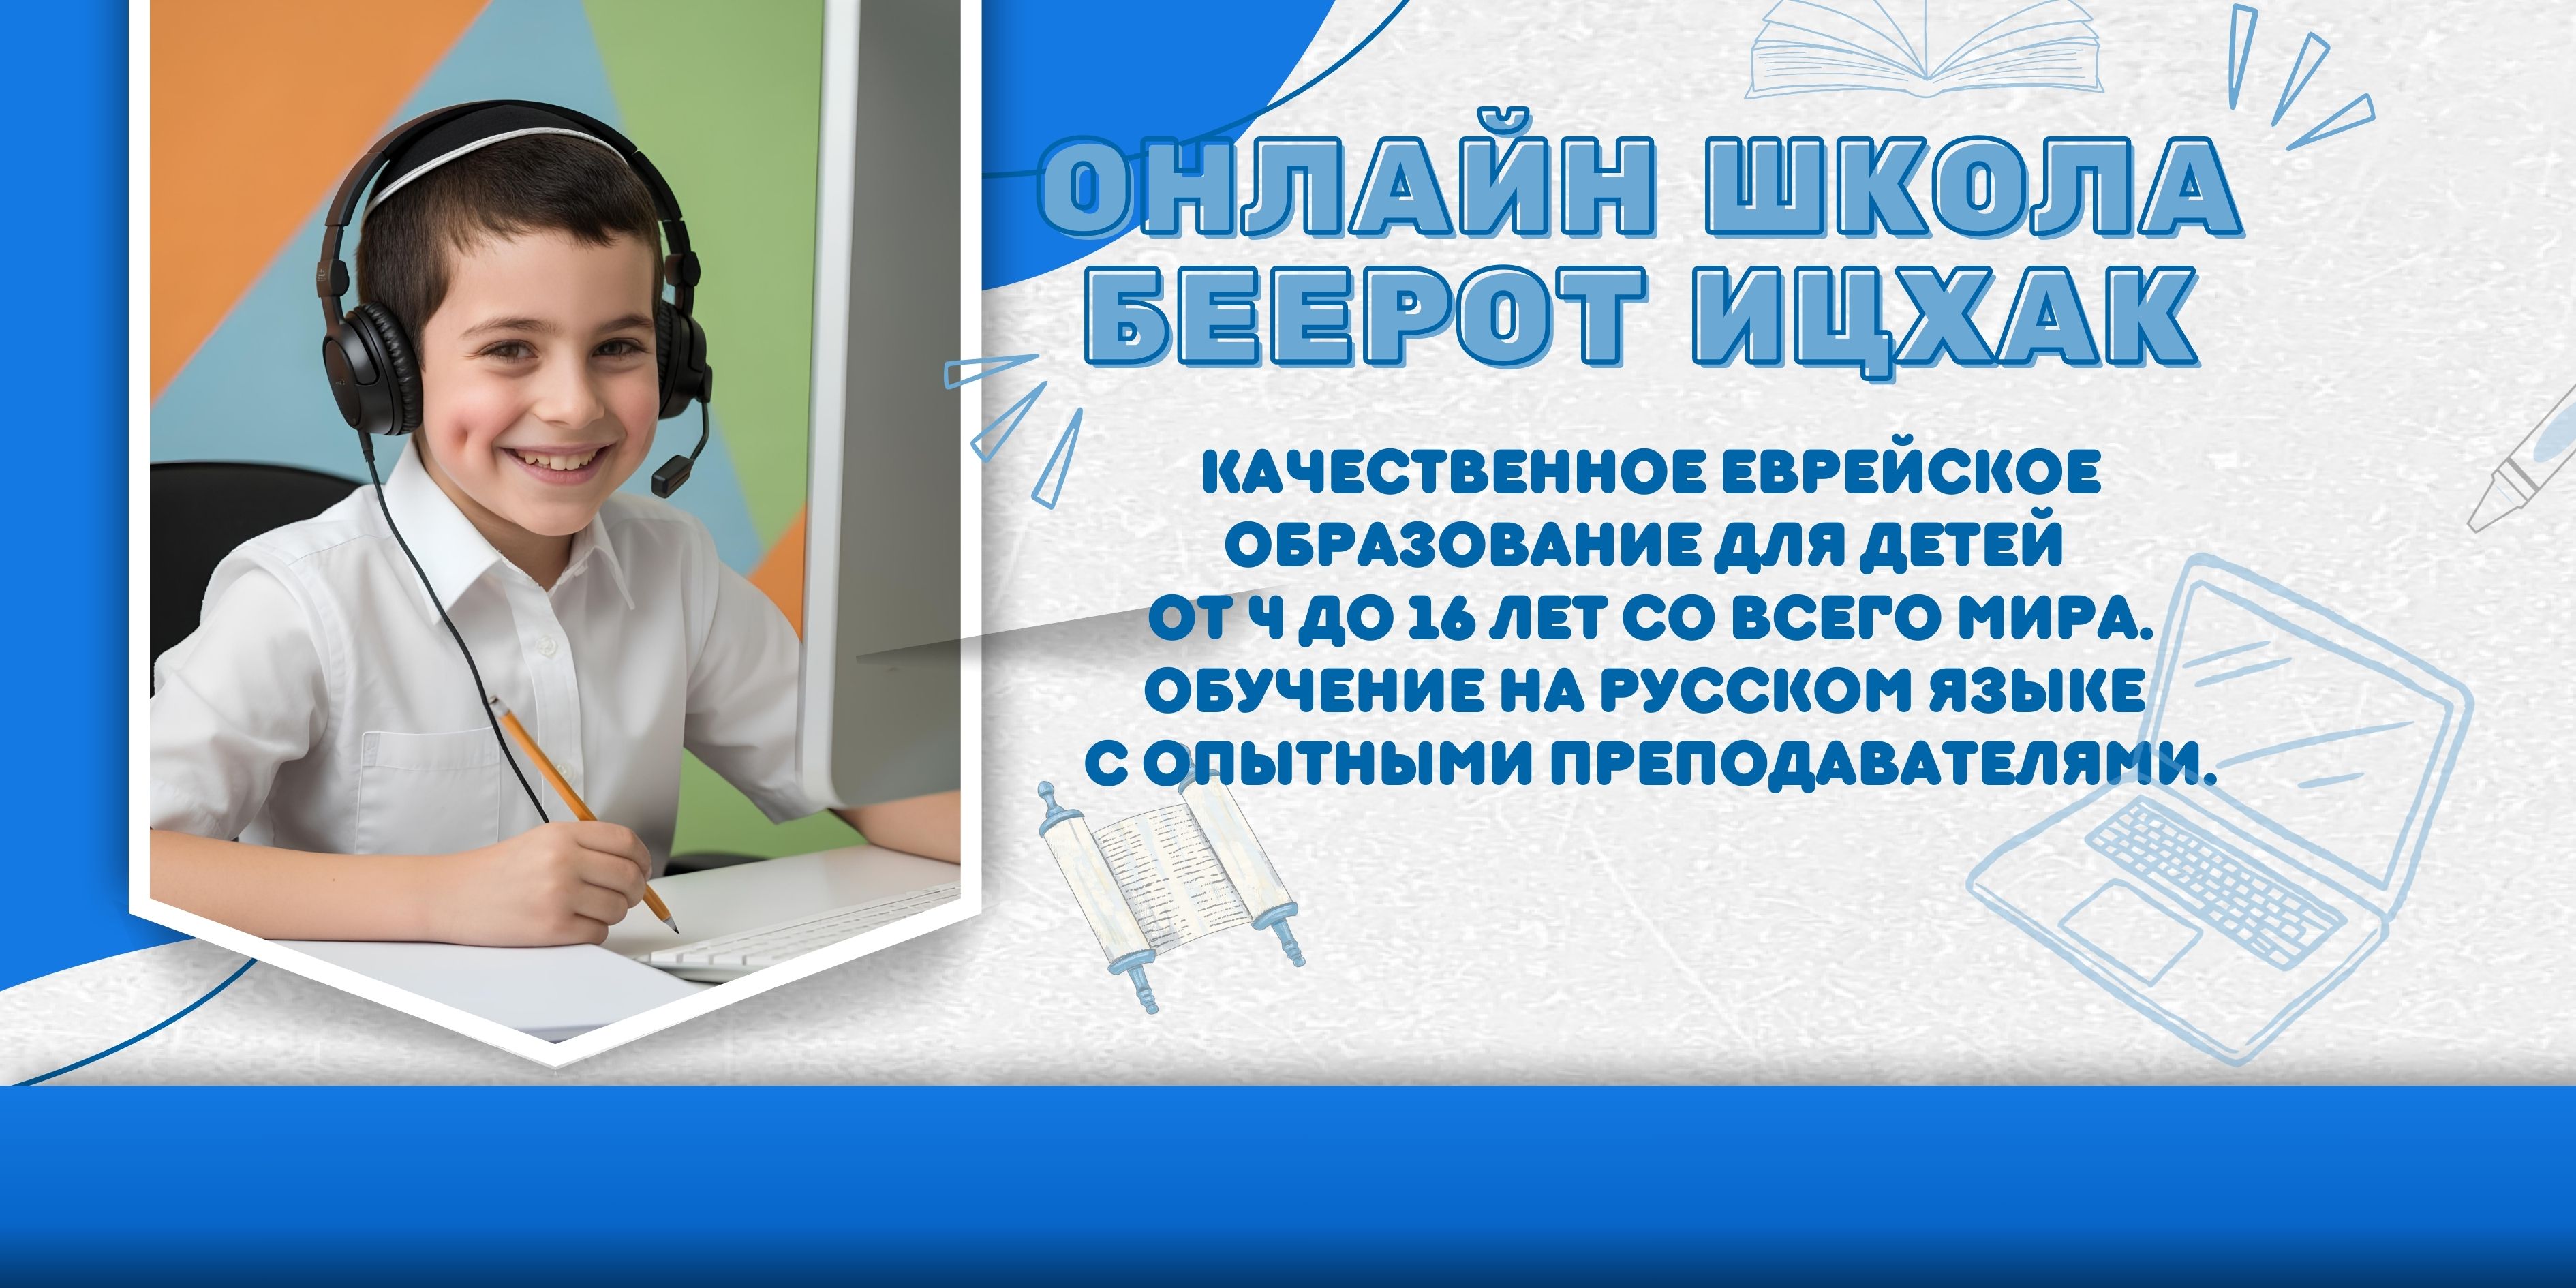 ОНЛАЙН ШКОЛА
БЕЕРОТ ИЦХАК
КАЧЕСТВЕННОЕ ЕВРЕЙСКОЕ
ОБРАЗОВАНИЕ ДЛЯ ДЕТЕЙ
ОТ 4 ДО 16 ЛЕТ СО ВСЕГО МИРА.
ОБУЧЕНИЕ НА РУССКОМ ЯЗЫКЕ
С ОПЫТНЫМИ ПРЕПОДАВАТЕЛЯМИ.